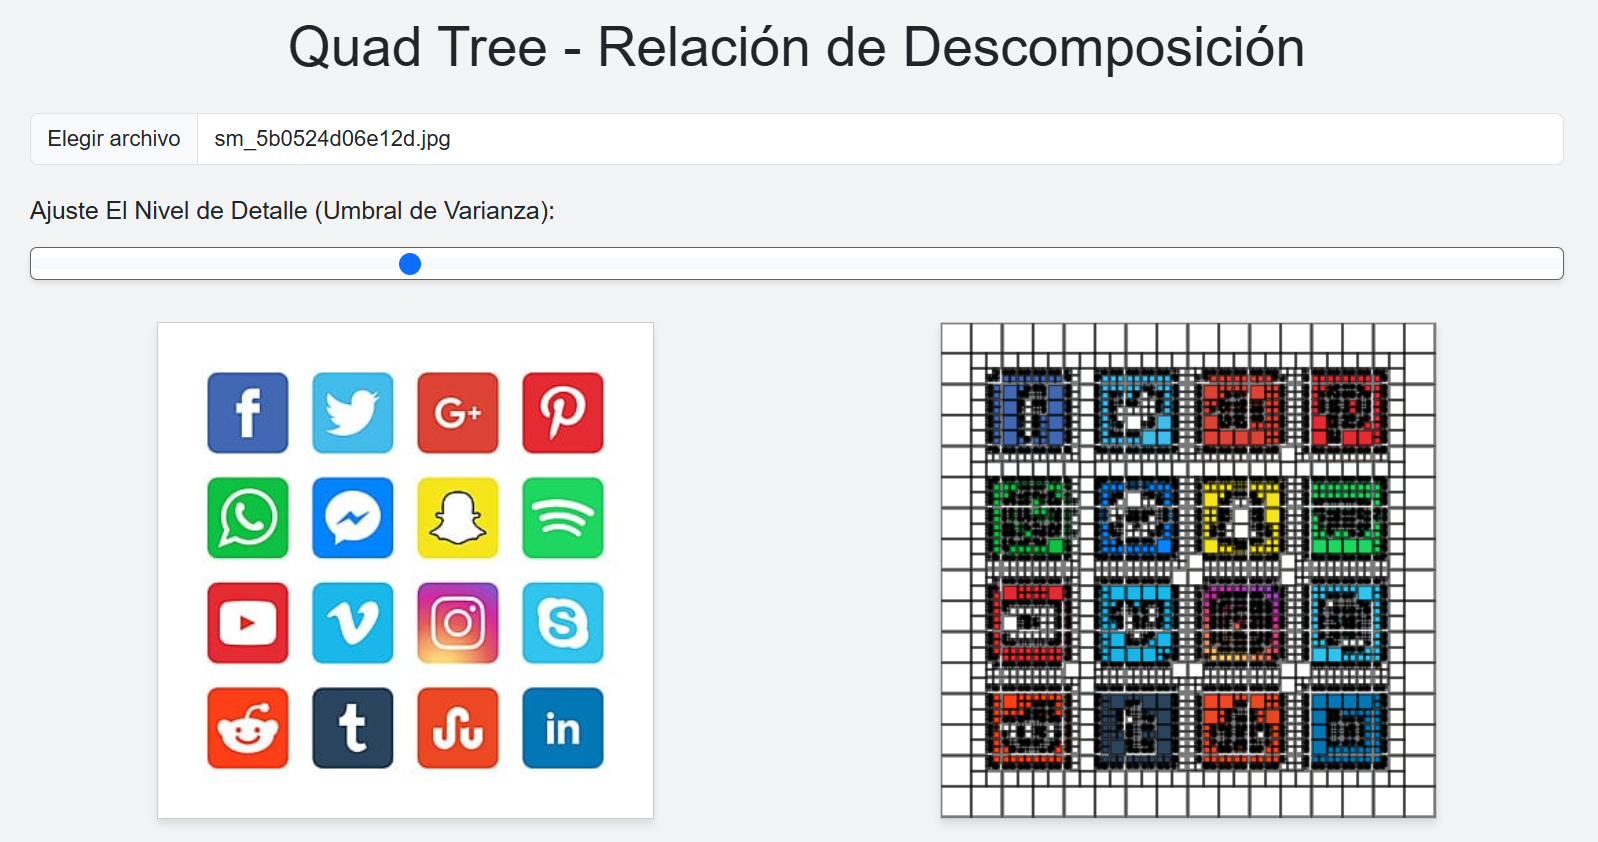 Quad Tree - Relación de Descomposición
Elegir archivo sm_5b0524d06e12d.jpg
Ajuste El Nivel de Detalle (Umbral de Varianza):
f G+ P
S
t in